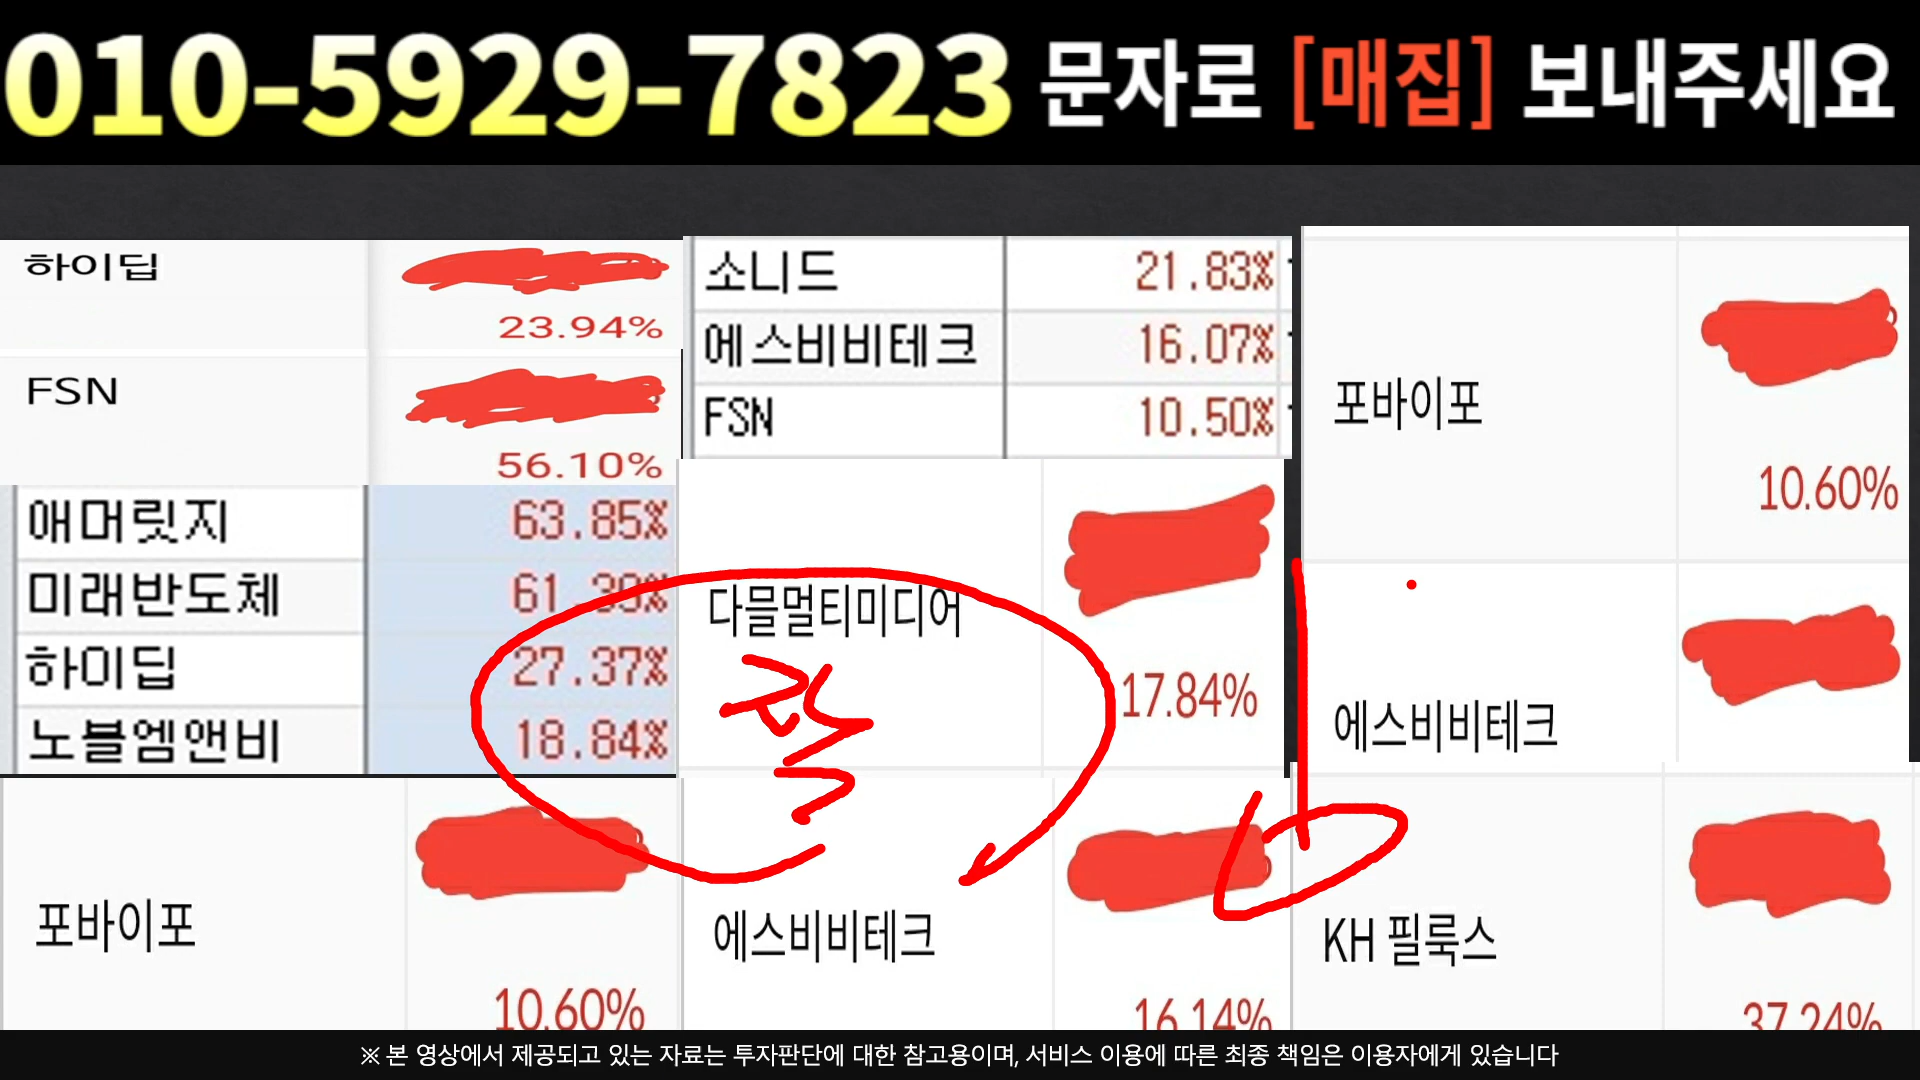 010-5929-7823 문자로 [매집] 보내주세요
하이딥
23.94%
FSN
56.10%
애머릿지 63.85%
미래반도체 61.39%
하이딥 27.37%
노블엠앤비 18.84%
소니드 21.83%
에스비비테크 16.07%
FSN 10.50%
다믈멀티미디어
17.84%
포바이포
10.60%
에스비비테크
포바이포
10.60%
에스비비테크
16.14%
KH 필룩스
37.24%
※ 본 영상에서 제공되고 있는 자료는 투자판단에 대한 참고용이며, 서비스 이용에 따른 최종 책임은 이용자에게 있습니다